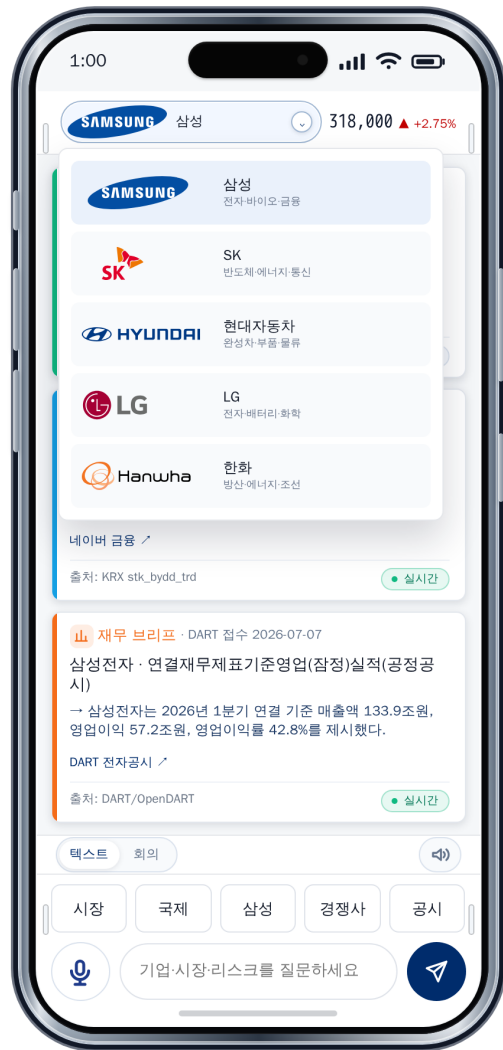 1:00
SAMSUNG 삼성 318,000 ▲ +2.75%
SAMSUNG 삼성
전자·바이오·금융
SK SK
반도체·에너지·통신
HYUNDAI 현대자동차
완성차·부품·물류
LG LG
전자·배터리·화학
Hanwha 한화
방산·에너지·조선
네이버 금융 ↗
출처: KRX stk_bydd_trd ● 실시간
재무 브리프 · DART 접수 2026-07-07
삼성전자 · 연결재무제표기준영업(잠정)실적(공정공
시)
→ 삼성전자는 2026년 1분기 연결 기준 매출액 133.9조원,
영업이익 57.2조원, 영업이익률 42.8%를 제시했다.
DART 전자공시 ↗
출처: DART/OpenDART ● 실시간
텍스트 회의
시장 국제 삼성 경쟁사 공시
기업·시장·리스크를 질문하세요